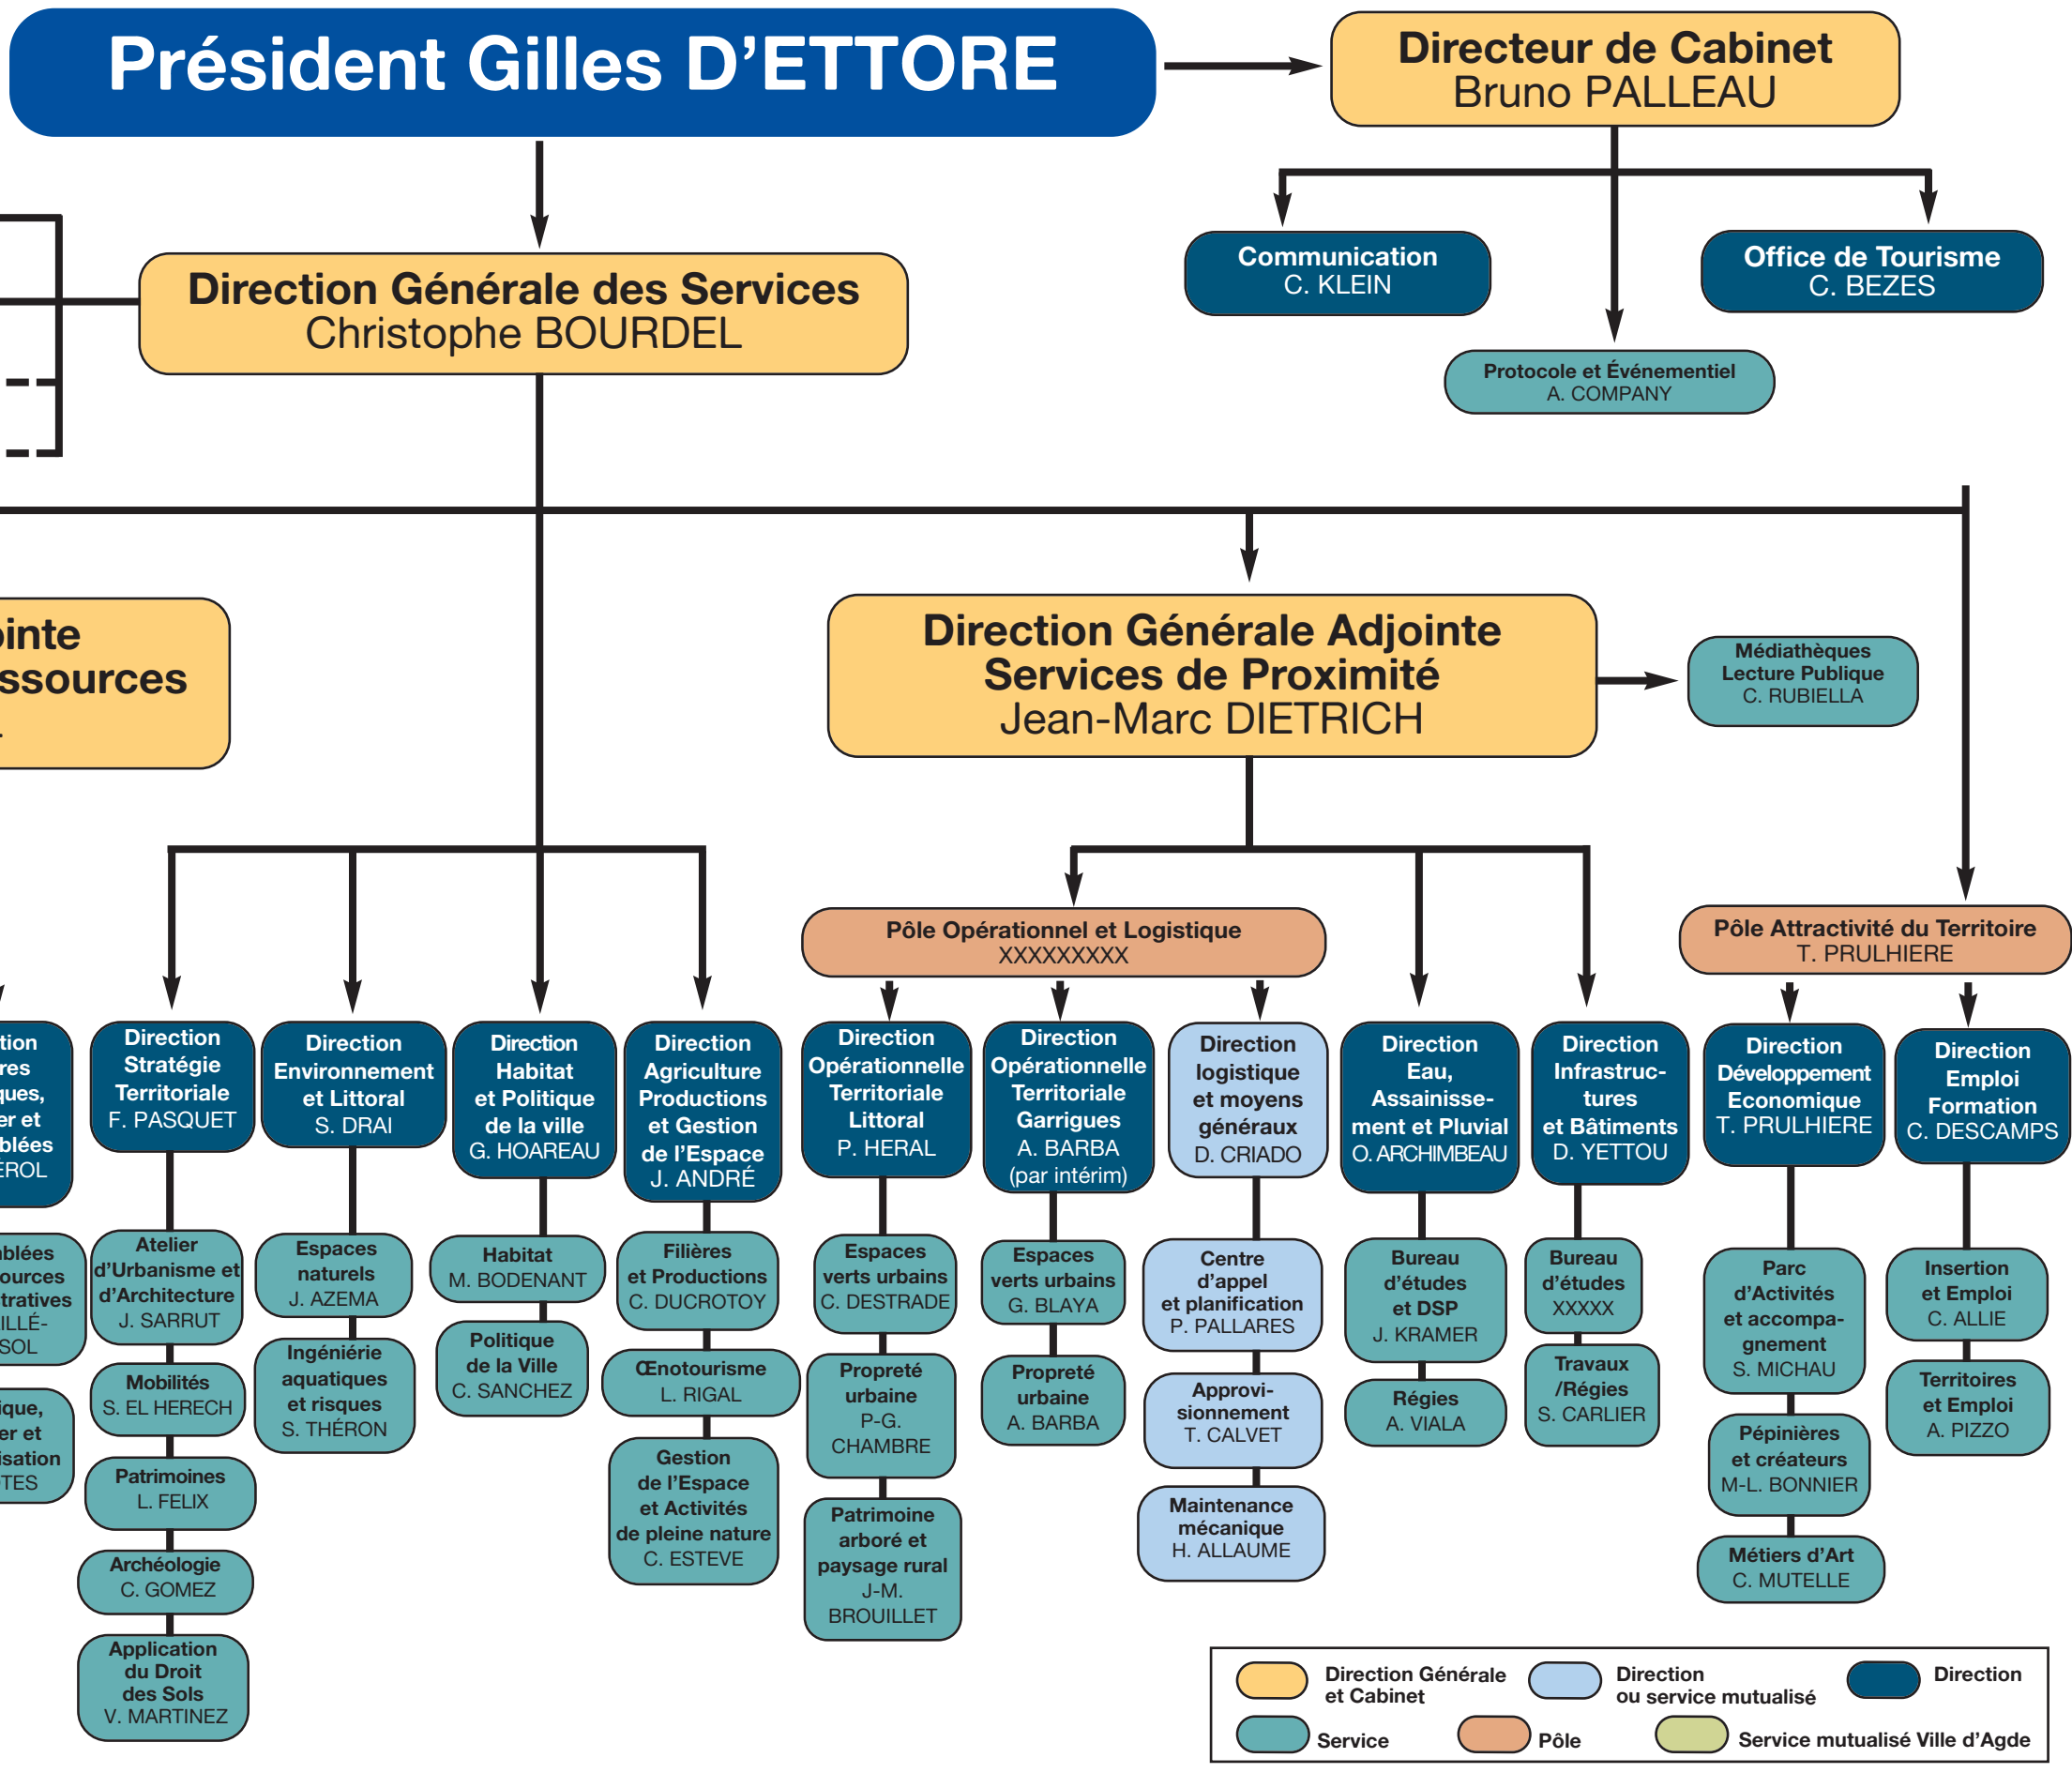 Président Gilles D’ETTORE
Directeur de Cabinet
Bruno PALLEAU
Communication
C. KLEIN
Office de Tourisme
C. BEZES
Protocole et Événementiel
A. COMPANY
Direction Générale des Services
Christophe BOURDEL
Direction Générale Adjointe
Services de Proximité
Jean-Marc DIETRICH
Médiathèques
Lecture Publique
C. RUBIELLA
Pôle Opérationnel et Logistique
XXXXXXXXX
Pôle Attractivité du Territoire
T. PRULHIERE
Direction
Stratégie
Territoriale
F. PASQUET
Atelier
d’Urbanisme et
d’Architecture
J. SARRUT
Mobilités
S. EL HERECH
Patrimoines
L. FELIX
Archéologie
C. GOMEZ
Application
du Droit
des Sols
V. MARTINEZ
Direction
Environnement
et Littoral
S. DRAI
Espaces
naturels
J. AZEMA
Ingéniérie
aquatiques
et risques
S. THÉRON
Direction
Habitat
et Politique
de la ville
G. HOAREAU
Habitat
M. BODENANT
Politique
de la Ville
C. SANCHEZ
Direction
Agriculture
Productions
et Gestion
de l’Espace
J. ANDRÉ
Filières
et Productions
C. DUCROTOY
Œnotourisme
L. RIGAL
Gestion
de l’Espace
et Activités
de pleine nature
C. ESTEVE
Direction
Opérationnelle
Territoriale
Littoral
P. HERAL
Espaces
verts urbains
C. DESTRADE
Propreté
urbaine
P-G.
CHAMBRE
Patrimoine
arboré et
paysage rural
J-M.
BROUILLET
Direction
Opérationnelle
Territoriale
Garrigues
A. BARBA
(par intérim)
Espaces
verts urbains
G. BLAYA
Propreté
urbaine
A. BARBA
Direction
logistique
et moyens
généraux
D. CRIADO
Centre
d’appel
et planification
P. PALLARES
Approvi-
sionnement
T. CALVET
Maintenance
mécanique
H. ALLAUME
Direction
Eau,
Assainisse-
ment et Pluvial
O. ARCHIMBEAU
Bureau
d’études
et DSP
J. KRAMER
Régies
A. VIALA
Direction
Infrastruc-
tures
et Bâtiments
D. YETTOU
Bureau
d’études
XXXXX
Travaux
/Régies
S. CARLIER
Direction
Développement
Economique
T. PRULHIERE
Parc
d’Activités
et accompa-
gnement
S. MICHAU
Pépinières
et créateurs
M-L. BONNIER
Métiers d’Art
C. MUTELLE
Direction
Emploi
Formation
C. DESCAMPS
Insertion
et Emploi
C. ALLIE
Territoires
et Emploi
A. PIZZO
Direction Générale
et Cabinet
Direction
ou service mutualisé
Direction
Service
Pôle
Service mutualisé Ville d’Agde